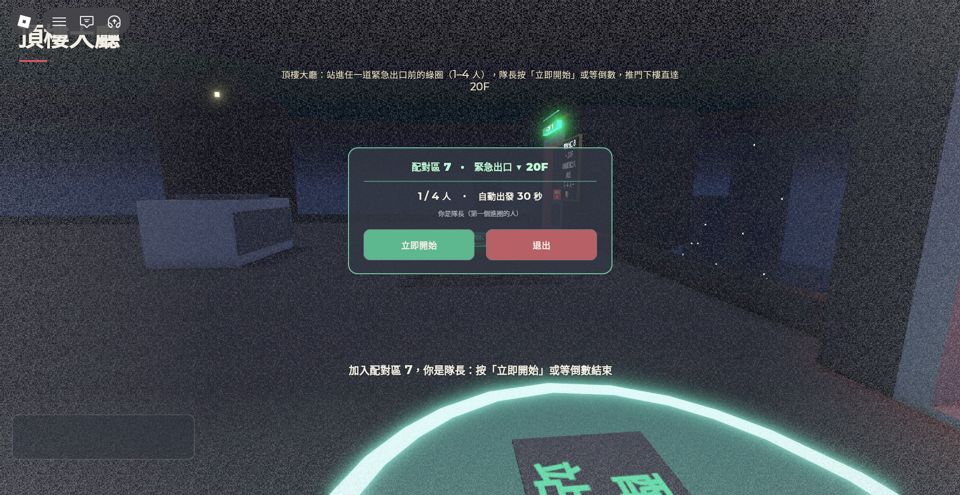 頂樓大廳
頂樓大廳：站進任一道緊急出口前的綠圈（1–4 人），隊長按「立即開始」或等倒數，推門下樓直達
20F
配對區 7 • 緊急出口 ▼ 20F
1 / 4 人 • 自動出發 30 秒
你是隊長（第一個進圈的人）
立即開始
退出
加入配對區 7，你是隊長：按「立即開始」或等倒數結束